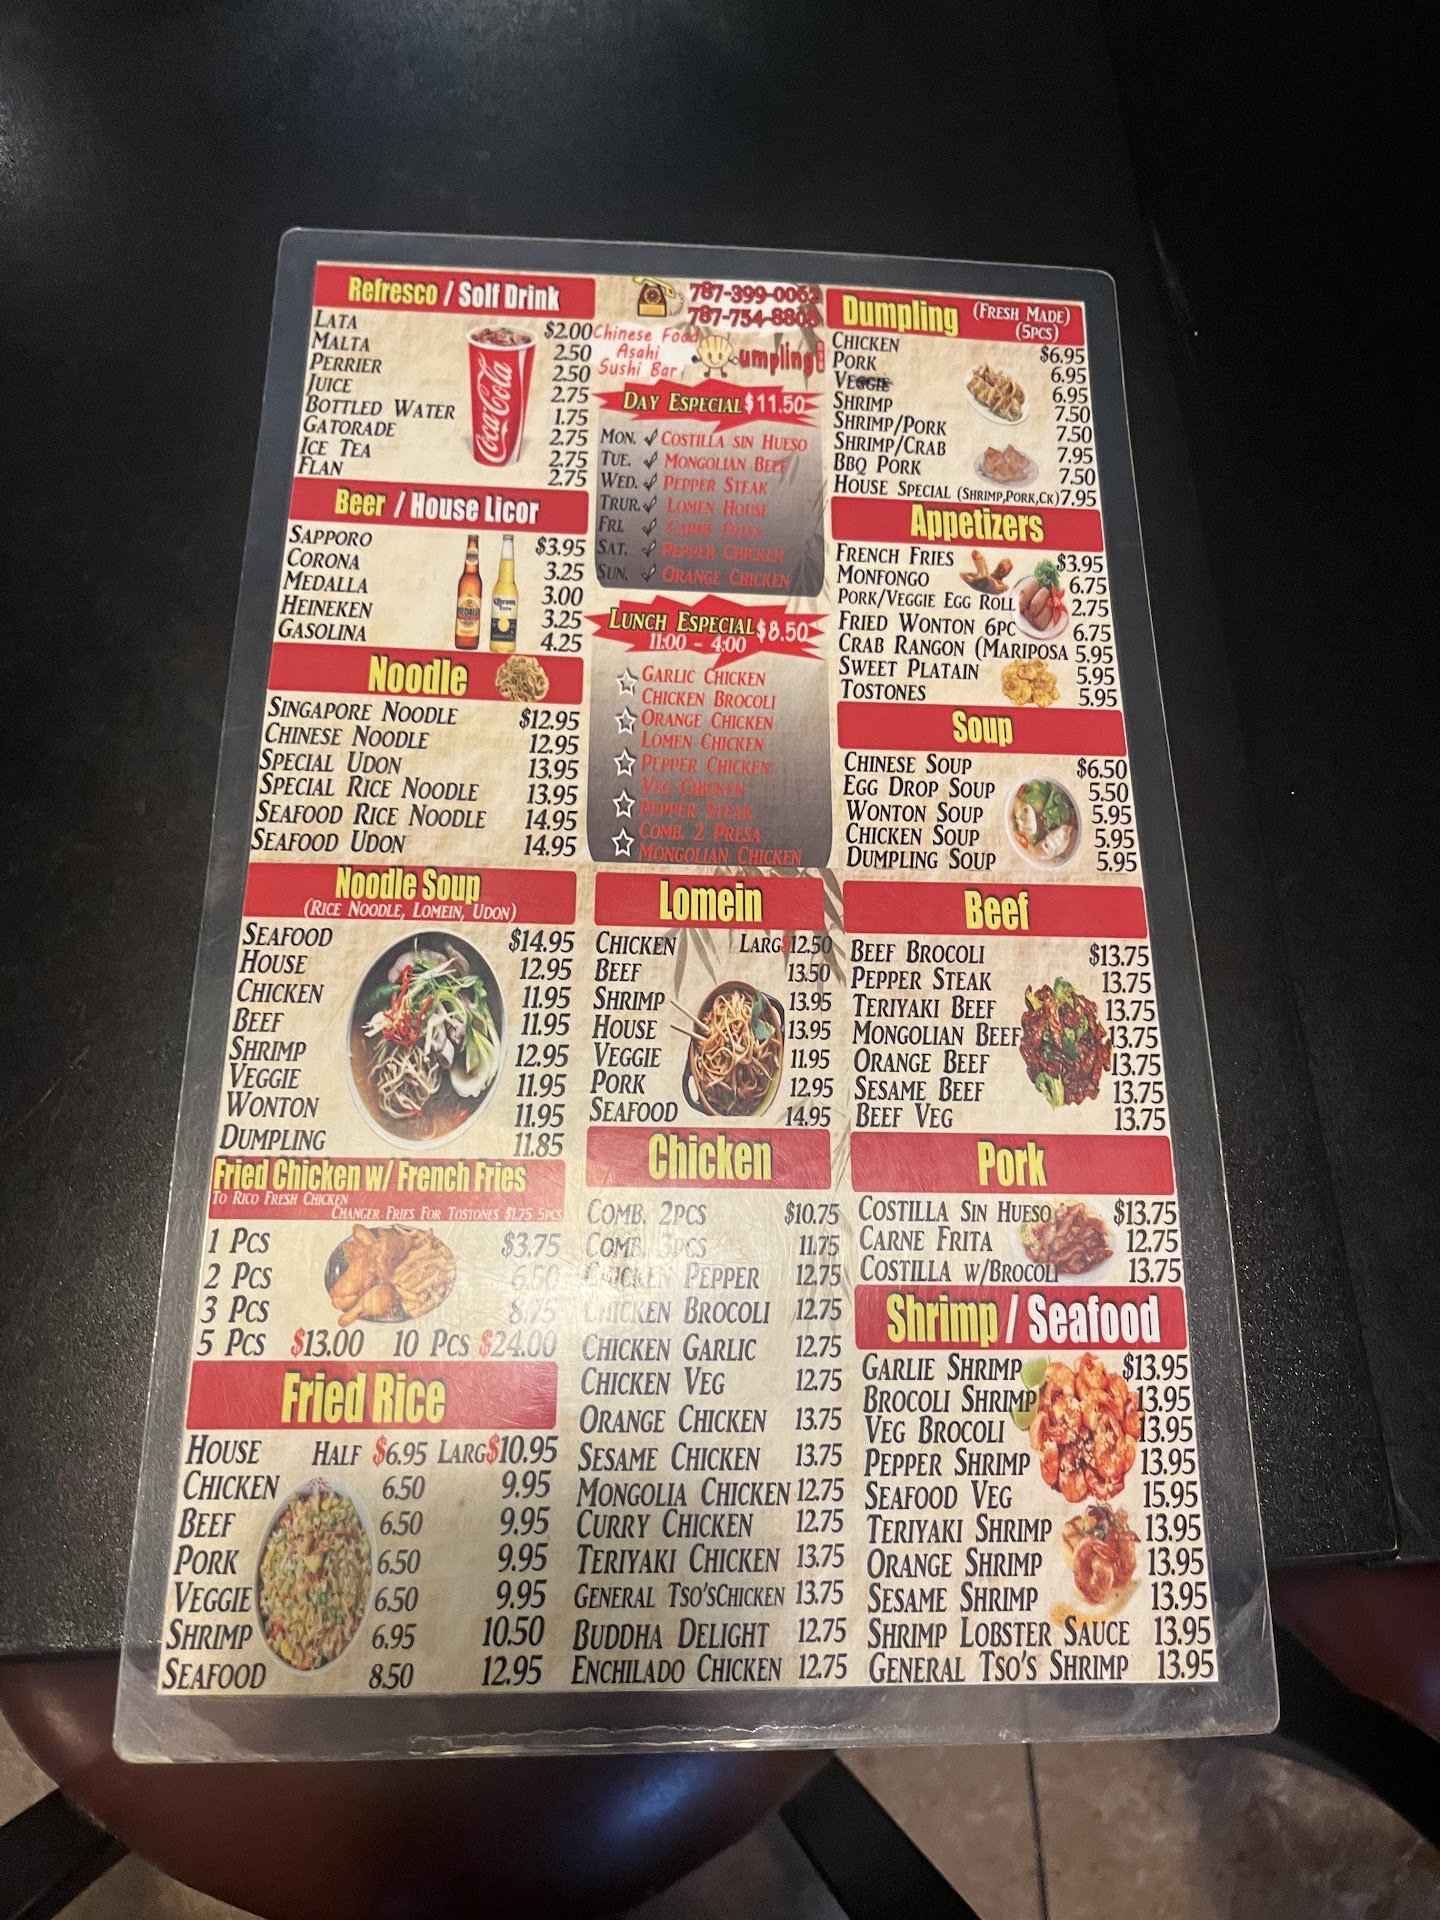 Refresco / Solf Drink
LATA $2.00
MALTA 2.50
PERRIER 2.50
JUICE 2.75
BOTTLED WATER 1.75
GATORADE 2.75
ICE TEA 2.75
FLAN 2.75
Coca-Cola
Beer / House Licor
SAPPORO $3.95
CORONA 3.25
MEDALLA 3.00
HEINEKEN 3.25
GASOLINA 4.25
Noodle
SINGAPORE NOODLE $12.95
CHINESE NOODLE 12.95
SPECIAL UDON 13.95
SPECIAL RICE NOODLE 13.95
SEAFOOD RICE NOODLE 14.95
SEAFOOD UDON 14.95
Noodle Soup
(RICE NOODLE, LOMEIN, UDON)
SEAFOOD $14.95
HOUSE 12.95
CHICKEN 11.95
BEEF 11.95
SHRIMP 12.95
VEGGIE 11.95
WONTON 11.95
DUMPLING 11.85
Fried Chicken w/ French Fries
TO RICO FRESH CHICKEN
CHANGER FRIES FOR TOSTONES $1.75 5PCS
1 PCS $3.75
2 PCS 6.50
3 PCS 8.75
5 PCS $13.00 10 PCS $24.00
Fried Rice
HOUSE HALF $6.95 LARG$10.95
CHICKEN 6.50 9.95
BEEF 6.50 9.95
PORK 6.50 9.95
VEGGIE 6.50 9.95
SHRIMP 6.95 10.50
SEAFOOD 8.50 12.95
787-399-0062
787-754-8808
Chinese Food
Asahi
Sushi Bar
umpling
DAY ESPECIAL $11.50
MON. COSTILLA SIN HUESO
TUE. MONGOLIAN BEEF
WED. PEPPER STEAK
TRUR. LOMEN HOUSE
FRI. CARNE FRITA
SAT. PEPPER CHICKEN
SUN. ORANGE CHICKEN
LUNCH ESPECIAL $8.50
11:00 - 4:00
GARLIC CHICKEN
CHICKEN BROCOLI
ORANGE CHICKEN
LOMEN CHICKEN
PEPPER CHICKEN
VEG CHICKEN
PEPPER STEAK
COMB. 2 PRESA
MONGOLIAN CHICKEN
Lomein
CHICKEN LARG$12.50
BEEF 13.50
SHRIMP 13.95
HOUSE 13.95
VEGGIE 11.95
PORK 12.95
SEAFOOD 14.95
Chicken
COMB. 2PCS $10.75
COMB. 3PCS 11.75
CHICKEN PEPPER 12.75
CHICKEN BROCOLI 12.75
CHICKEN GARLIC 12.75
CHICKEN VEG 12.75
ORANGE CHICKEN 13.75
SESAME CHICKEN 13.75
MONGOLIA CHICKEN 12.75
CURRY CHICKEN 12.75
TERIYAKI CHICKEN 13.75
GENERAL TSO'SCHICKEN 13.75
BUDDHA DELIGHT 12.75
ENCHILADO CHICKEN 12.75
Dumpling (FRESH MADE)
(5PCS)
CHICKEN $6.95
PORK 6.95
VEGGIE 6.95
SHRIMP 7.50
SHRIMP/PORK 7.50
SHRIMP/CRAB 7.95
BBQ PORK 7.50
HOUSE SPECIAL (SHRIMP,PORK,CK) 7.95
Appetizers
FRENCH FRIES $3.95
MONFONGO 6.75
PORK/VEGGIE EGG ROLL 2.75
FRIED WONTON 6PC 6.75
CRAB RANGON (MARIPOSA 5.95
SWEET PLATAIN 5.95
TOSTONES 5.95
Soup
CHINESE SOUP $6.50
EGG DROP SOUP 5.50
WONTON SOUP 5.95
CHICKEN SOUP 5.95
DUMPLING SOUP 5.95
Beef
BEEF BROCOLI $13.75
PEPPER STEAK 13.75
TERIYAKI BEEF 13.75
MONGOLIAN BEEF 13.75
ORANGE BEEF 13.75
SESAME BEEF 13.75
BEEF VEG 13.75
Pork
COSTILLA SIN HUESO $13.75
CARNE FRITA 12.75
COSTILLA W/BROCOLI 13.75
Shrimp / Seafood
GARLIE SHRIMP $13.95
BROCOLI SHRIMP 13.95
VEG BROCOLI 13.95
PEPPER SHRIMP 13.95
SEAFOOD VEG 15.95
TERIYAKI SHRIMP 13.95
ORANGE SHRIMP 13.95
SESAME SHRIMP 13.95
SHRIMP LOBSTER SAUCE 13.95
GENERAL TSO'S SHRIMP 13.95